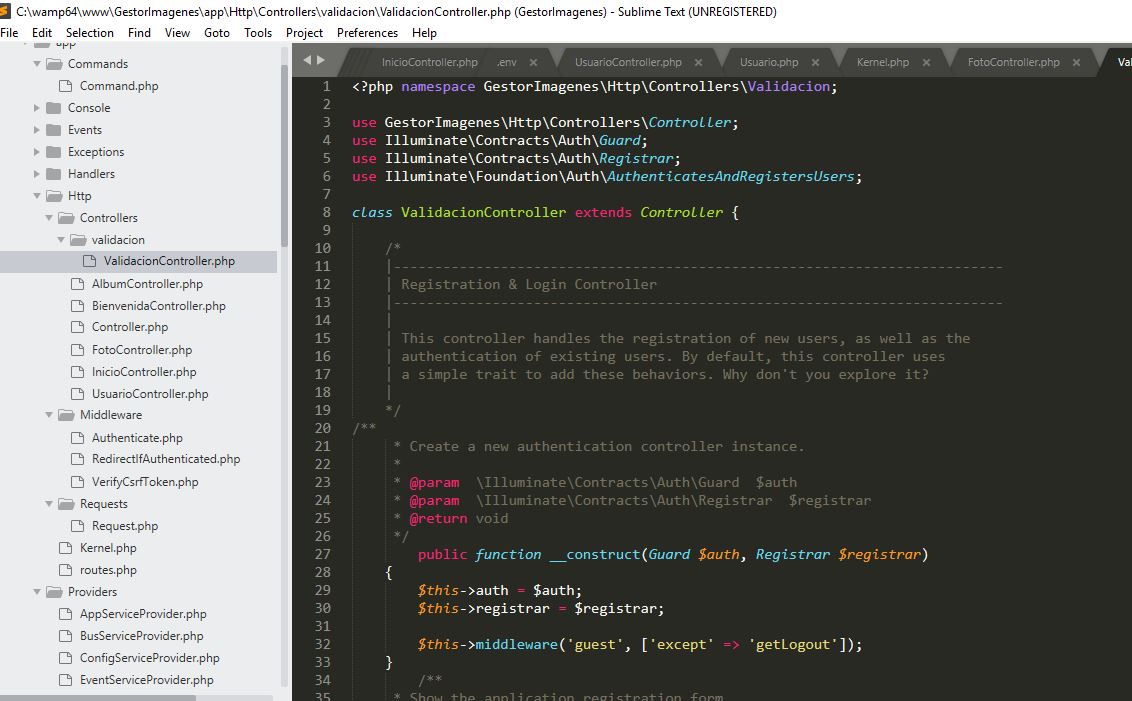 C:\wamp64\www\GestorImagenes\app\Http\Controllers\validacion\ValidacionController.php (GestorImagenes) - Sublime Text (UNREGISTERED)
File Edit Selection Find View Goto Tools Project Preferences Help
app
Commands
Command.php
Console
Events
Exceptions
Handlers
Http
Controllers
validacion
ValidacionController.php
AlbumController.php
BienvenidaController.php
Controller.php
FotoController.php
InicioController.php
UsuarioController.php
Middleware
Authenticate.php
RedirectIfAuthenticated.php
VerifyCsrfToken.php
Requests
Request.php
Kernel.php
routes.php
Providers
AppServiceProvider.php
BusServiceProvider.php
ConfigServiceProvider.php
EventServiceProvider.php
InicioController.php .env × UsuarioController.php × Usuario.php × Kernel.php × FotoController.php × Val
1 <?php namespace GestorImagenes\Http\Controllers\Validacion;
2
3 use GestorImagenes\Http\Controllers\Controller;
4 use Illuminate\Contracts\Auth\Guard;
5 use Illuminate\Contracts\Auth\Registrar;
6 use Illuminate\Foundation\Auth\AuthenticatesAndRegistersUsers;
7
8 class ValidacionController extends Controller {
9
10 /*
11 |--------------------------------------------------------------------------
12 | Registration & Login Controller
13 |--------------------------------------------------------------------------
14 |
15 | This controller handles the registration of new users, as well as the
16 | authentication of existing users. By default, this controller uses
17 | a simple trait to add these behaviors. Why don't you explore it?
18 |
19 */
20 /**
21 * Create a new authentication controller instance.
22 *
23 * @param \Illuminate\Contracts\Auth\Guard $auth
24 * @param \Illuminate\Contracts\Auth\Registrar $registrar
25 * @return void
26 */
27 public function __construct(Guard $auth, Registrar $registrar)
28 {
29 $this->auth = $auth;
30 $this->registrar = $registrar;
31
32 $this->middleware('guest', ['except' => 'getLogout']);
33 }
34 /**
35 * Show the application registration form